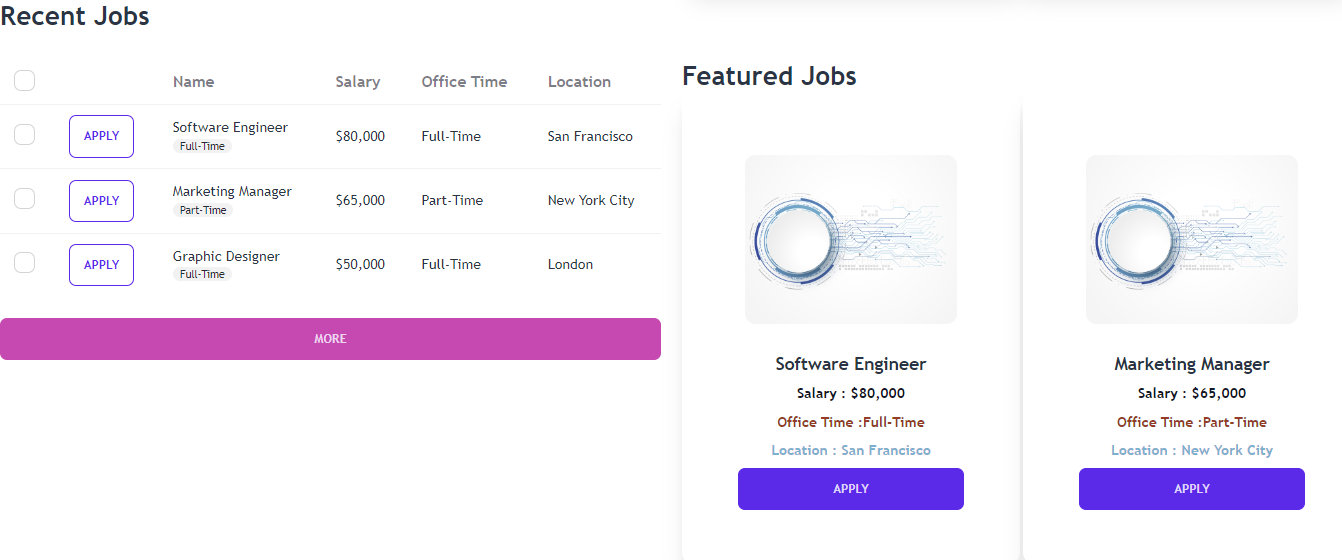 Recent Jobs
Name Salary Office Time Location
APPLY Software Engineer $80,000 Full-Time San Francisco
Full-Time
APPLY Marketing Manager $65,000 Part-Time New York City
Part-Time
APPLY Graphic Designer $50,000 Full-Time London
Full-Time
MORE
Featured Jobs
Software Engineer
Salary : $80,000
Office Time :Full-Time
Location : San Francisco
APPLY
Marketing Manager
Salary : $65,000
Office Time :Part-Time
Location : New York City
APPLY